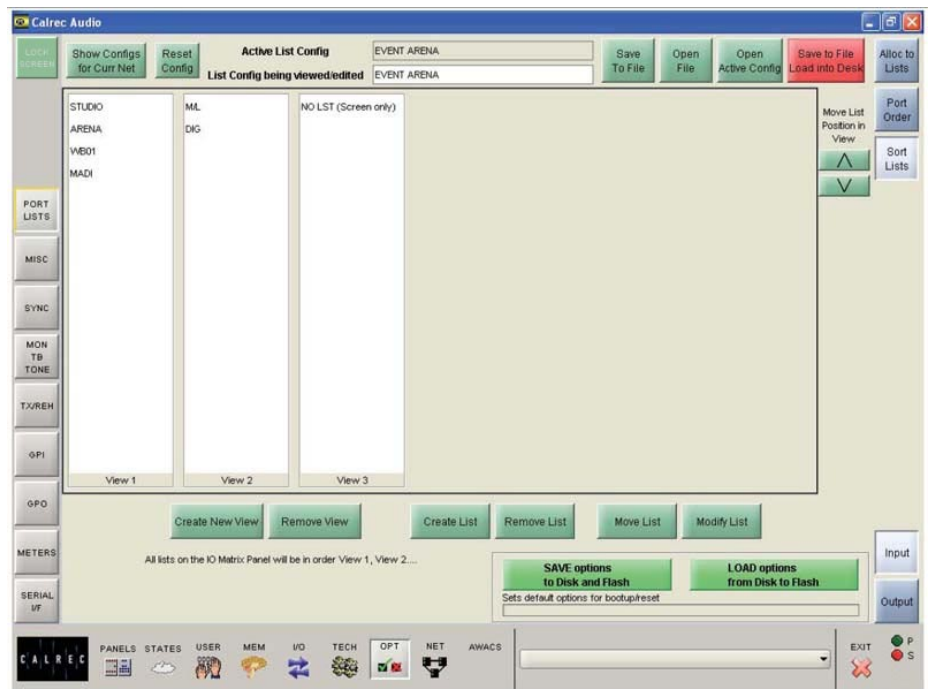 Calrec Audio
LOCK
SCREEN
Show Configs
for Curr Net
Reset
Config
Active List Config
EVENT ARENA
List Config being viewed/edited
EVENT ARENA
Save
To File
Open
File
Open
Active Config
Save to File
Load into Desk
Alloc to
Lists
Port
Order
Sort
Lists
Move List
Position in
View
STUDIO
ARENA
WB01
MADI
View 1
M/L
DIG
View 2
NO LST (Screen only)
View 3
PORT
LISTS
MISC
SYNC
MON
TB
TONE
TX/REH
GPI
GPO
METERS
SERIAL
I/F
Create New View
Remove View
Create List
Remove List
Move List
Modify List
All lists on the IO Matrix Panel will be in order View 1, View 2....
SAVE options
to Disk and Flash
LOAD options
from Disk to Flash
Sets default options for bootup/reset
Input
Output
CALREC
PANELS
STATES
USER
MEM
I/O
TECH
OPT
NET
AWACS
EXIT
P
S